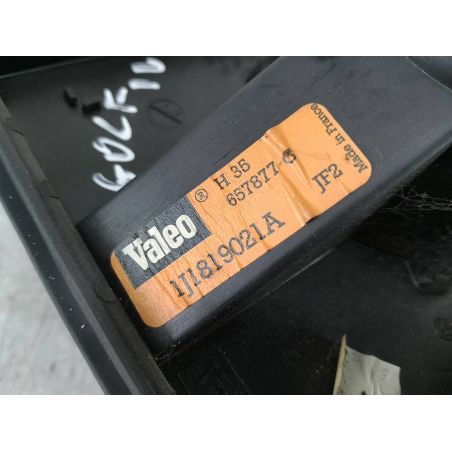 GOLF IV
Valeo ®
H 35
657877 C
JF2
Made in France
1J1819021A